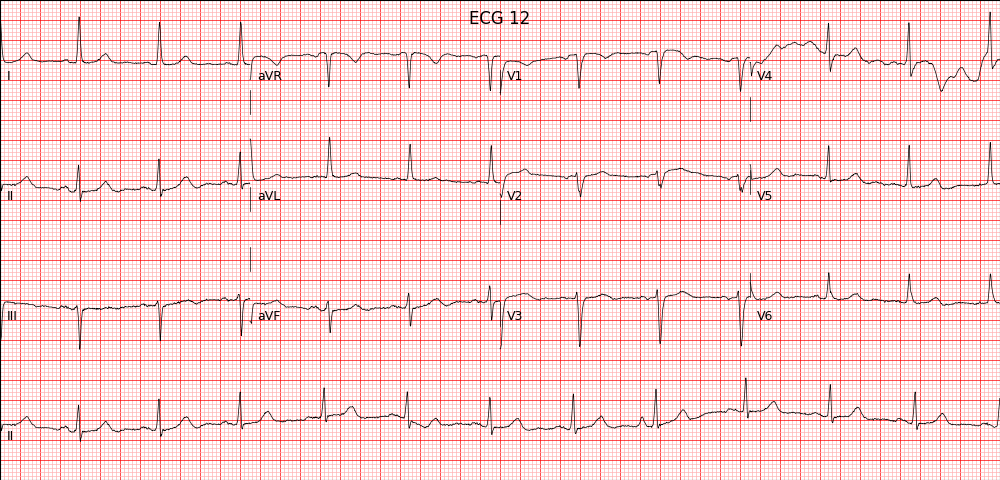 ECG 12
I aVR V1 V4
II aVL V2 V5
III aVF V3 V6
II